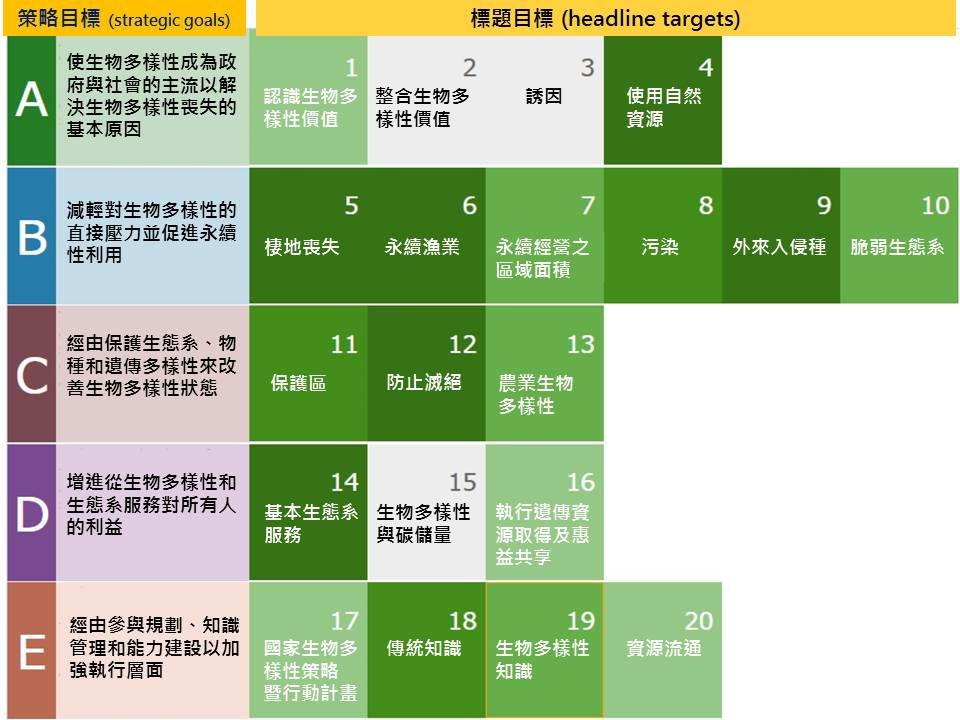 策略目標 (strategic goals)
標題目標 (headline targets)
A
使生物多樣性成為政
府與社會的主流以解
決生物多樣性喪失的
基本原因
1
認識生物多
樣性價值
2
整合生物多
樣性價值
3
誘因
4
使用自然
資源
B
減輕對生物多樣性的
直接壓力並促進永續
性利用
5
棲地喪失
6
永續漁業
7
永續經營之
區域面積
8
污染
9
外來入侵種
10
脆弱生態系
C
經由保護生態系、物
種和遺傳多樣性來改
善生物多樣性狀態
11
保護區
12
防止滅絕
13
農業生物
多樣性
D
增進從生物多樣性和
生態系服務對所有人
的利益
14
基本生態系
服務
15
生物多樣性
與碳儲量
16
執行遺傳資
源取得及惠
益共享
E
經由參與規劃、知識
管理和能力建設以加
強執行層面
17
國家生物多
樣性策略
暨行動計畫
18
傳統知識
19
生物多樣性
知識
20
資源流通